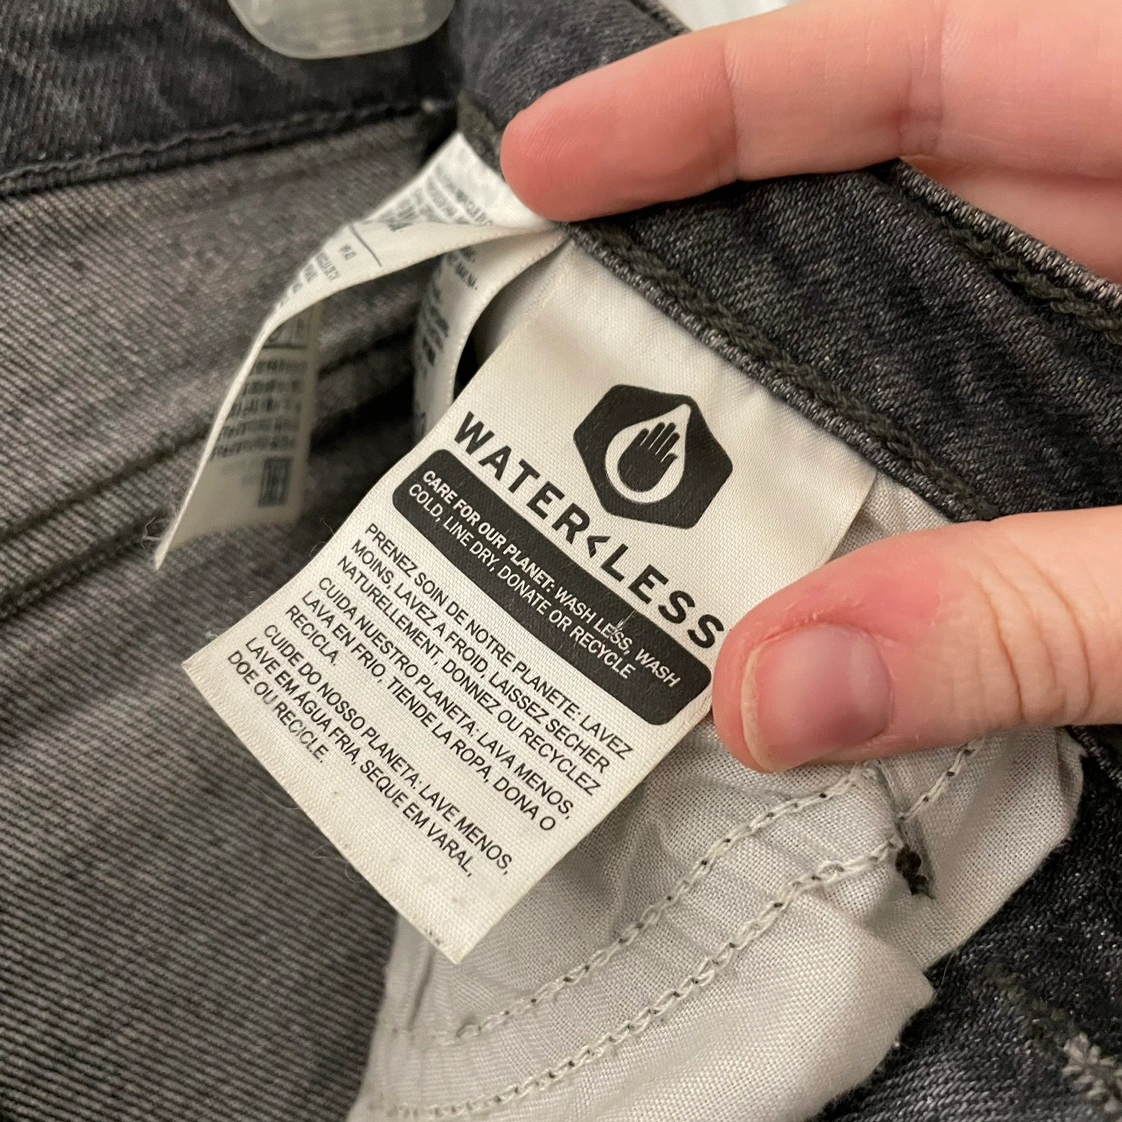 WATER<LESS
CARE FOR OUR PLANET: WASH LESS, WASH
COLD, LINE DRY, DONATE OR RECYCLE
PRENEZ SOIN DE NOTRE PLANETE: LAVEZ
MOINS, LAVEZ A FROID, LAISSEZ SECHER
NATURELLEMENT, DONNEZ OU RECYCLEZ
CUIDA NUESTRO PLANETA: LAVA MENOS,
LAVA EN FRIO, TIENDE LA ROPA, DONA O
RECICLA.
CUIDE DO NOSSO PLANETA: LAVE MENOS,
LAVE EM ÁGUA FRIA, SEQUE EM VARAL,
DOE OU RECICLE.